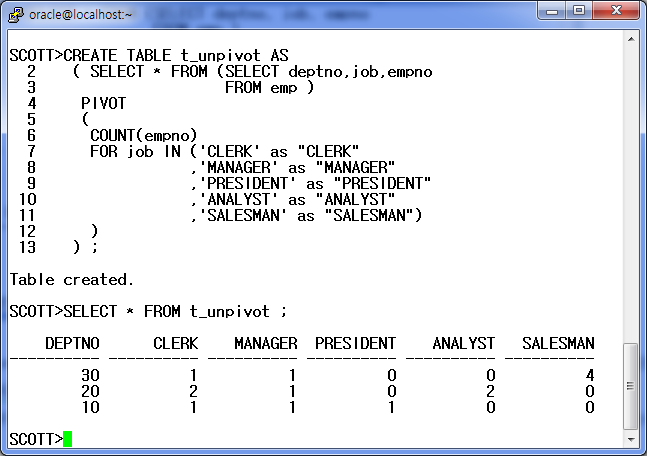 oracle@localhost:~
SCOTT>CREATE TABLE t_unpivot AS
2 ( SELECT * FROM (SELECT deptno,job,empno
3 FROM emp )
4 PIVOT
5 (
6 COUNT(empno)
7 FOR job IN ('CLERK' as "CLERK"
8 ,'MANAGER' as "MANAGER"
9 ,'PRESIDENT' as "PRESIDENT"
10 ,'ANALYST' as "ANALYST"
11 ,'SALESMAN' as "SALESMAN")
12 )
13 ) ;
Table created.
SCOTT>SELECT * FROM t_unpivot ;
DEPTNO CLERK MANAGER PRESIDENT ANALYST SALESMAN
---------- ---------- ---------- ---------- ---------- ----------
30 1 1 0 0 4
20 2 1 0 2 0
10 1 1 1 0 0
SCOTT>